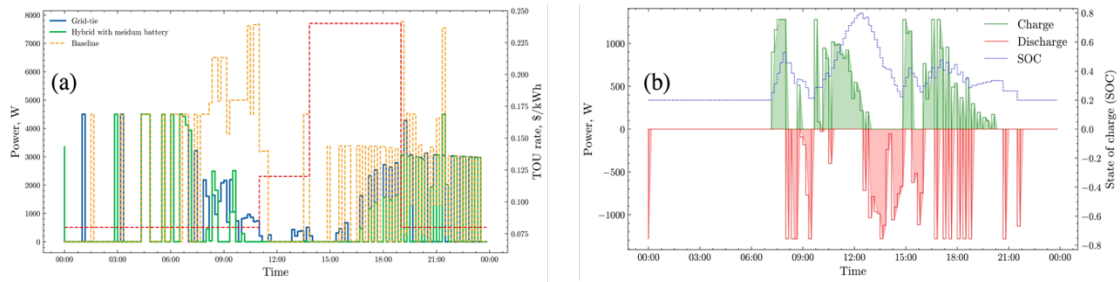 (a)
Grid-tie
Hybrid with meidum battery
Baseline
Power, W
8000
7000
6000
5000
4000
3000
2000
1000
0
TOU rate, $/kWh
0.250
0.225
0.200
0.175
0.150
0.125
0.100
0.075
00:00 03:00 06:00 09:00 11:00 15:00 18:00 21:00 00:00
Time
(b)
Charge
Discharge
SOC
Power, W
1000
500
0
−500
−1000
State of charge (SOC)
0.8
0.6
0.4
0.2
0.0
−0.2
−0.4
−0.6
−0.8
00:00 03:00 06:00 09:00 12:00 15:00 18:00 21:00 00:00
Time